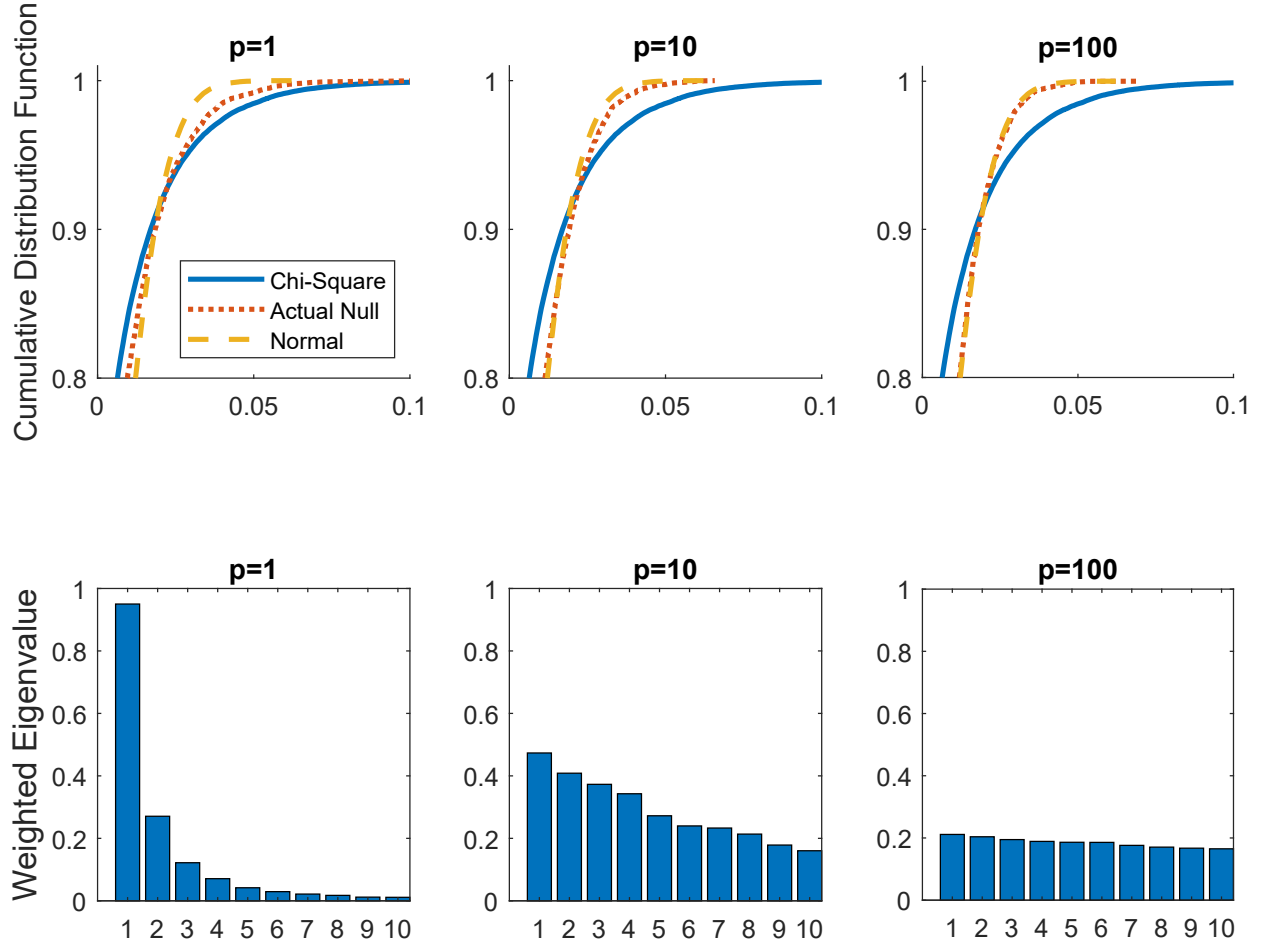 Cumulative Distribution Function
p=1
1
0.9
0.8
0 0.05 0.1
Chi-Square
Actual Null
Normal
p=10
1
0.9
0.8
0 0.05 0.1
p=100
1
0.9
0.8
0 0.05 0.1
Weighted Eigenvalue
p=1
1
0.8
0.6
0.4
0.2
0
1 2 3 4 5 6 7 8 9 10
p=10
1
0.8
0.6
0.4
0.2
0
1 2 3 4 5 6 7 8 9 10
p=100
1
0.8
0.6
0.4
0.2
0
1 2 3 4 5 6 7 8 9 10